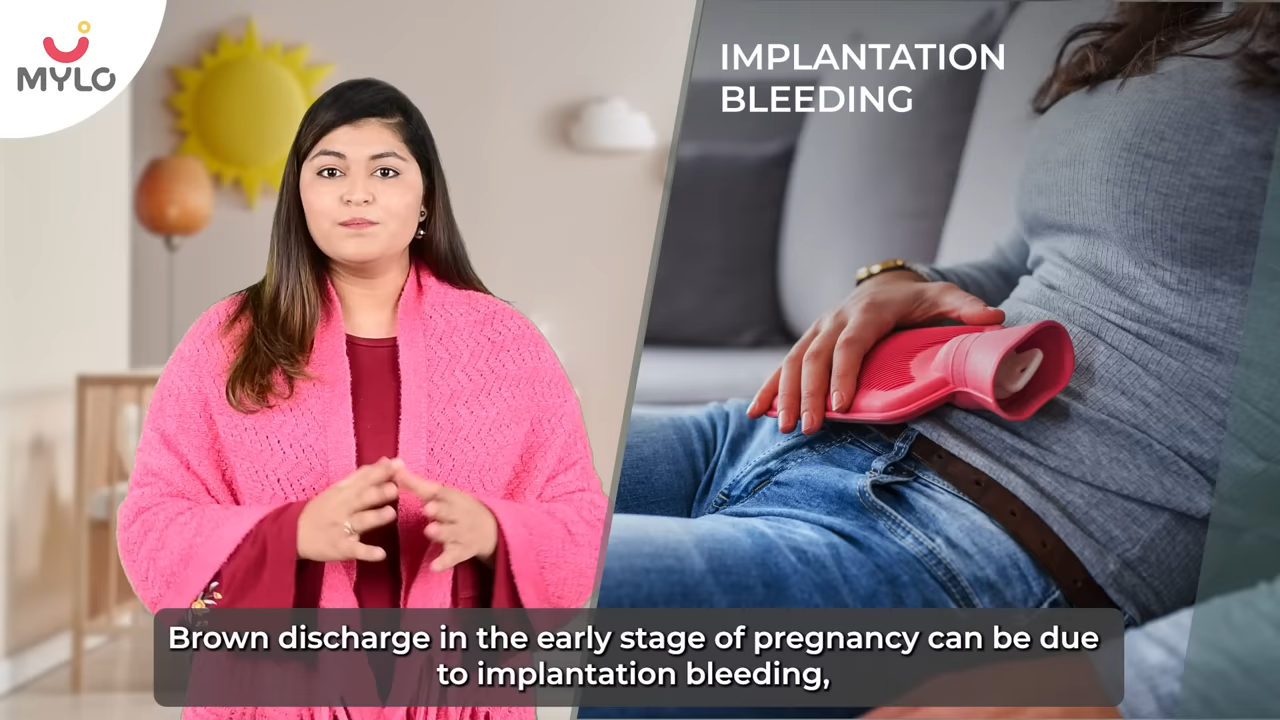 MYLO
IMPLANTATION
BLEEDING
Brown discharge in the early stage of pregnancy can be due
to implantation bleeding,